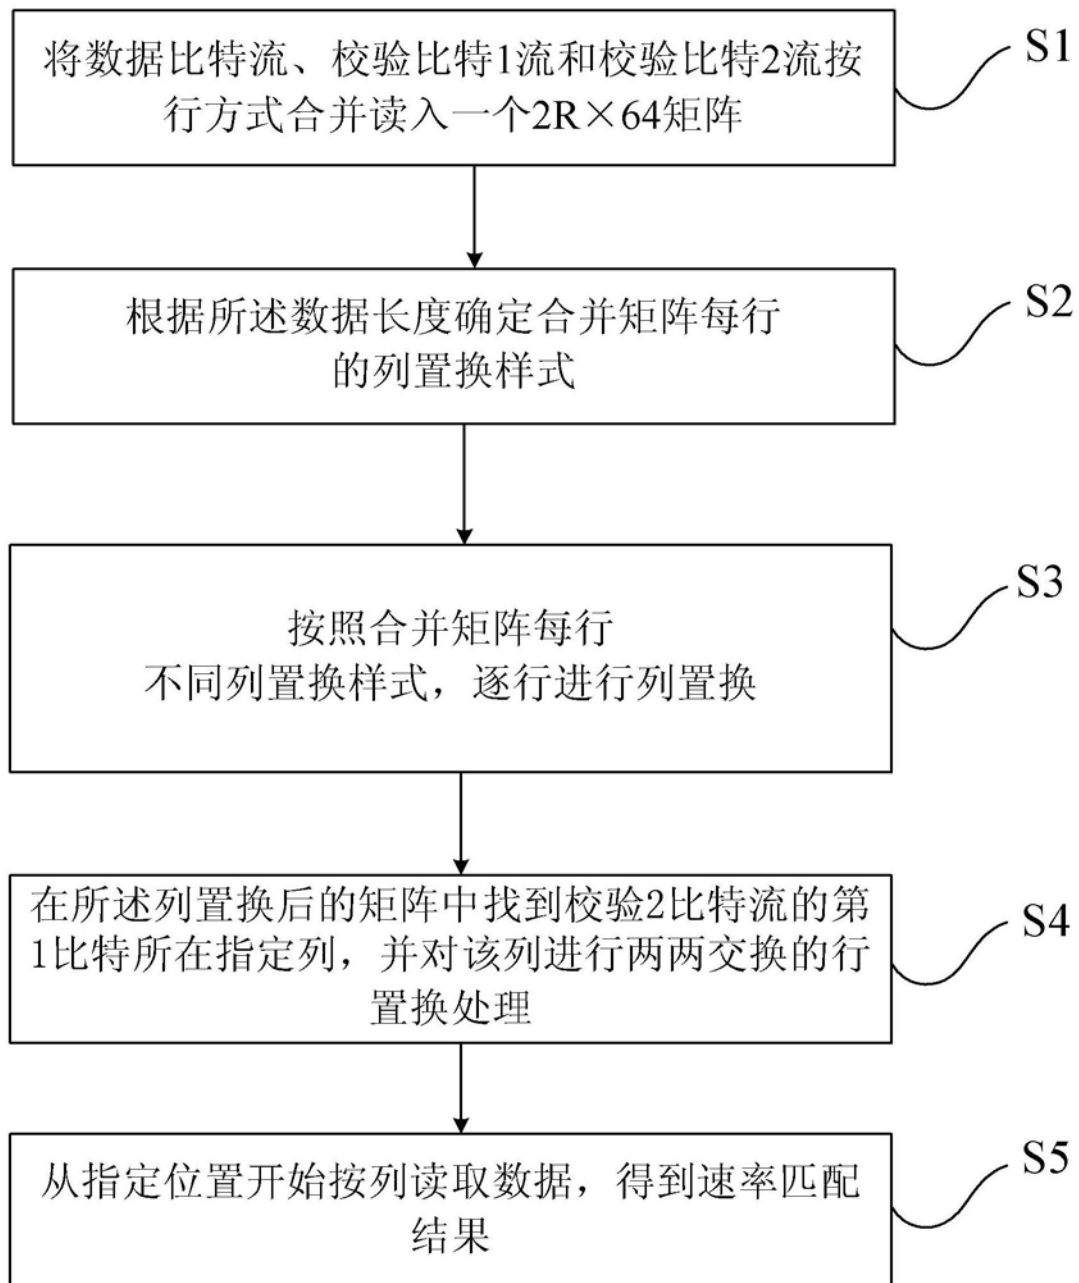 将数据比特流、校验比特1流和校验比特2流按
行方式合并读入一个2R×64矩阵
S1
根据所述数据长度确定合并矩阵每行
的列置换样式
S2
按照合并矩阵每行
不同列置换样式，逐行进行列置换
S3
在所述列置换后的矩阵中找到校验2比特流的第
1比特所在指定列，并对该列进行两两交换的行
置换处理
S4
从指定位置开始按列读取数据，得到速率匹配
结果
S5